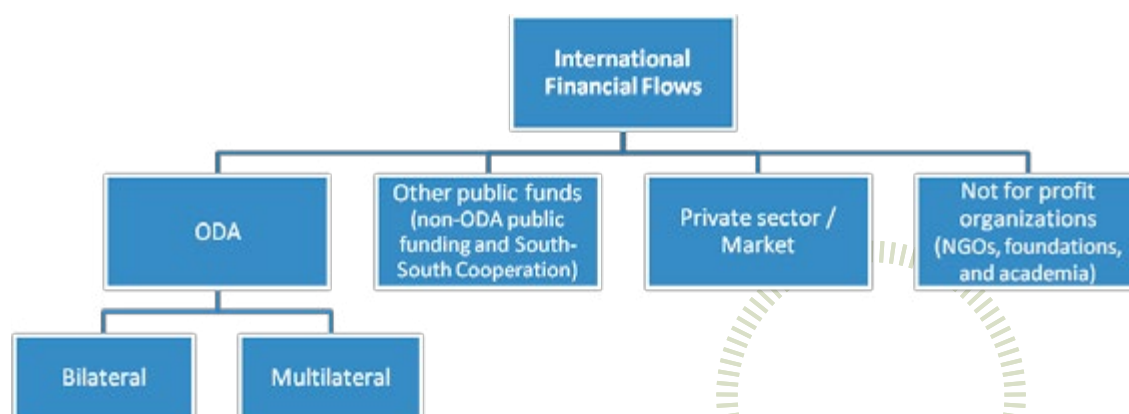 International
Financial Flows
ODA
Other public funds
(non-ODA public
funding and South-
South Cooperation)
Private sector /
Market
Not for profit
organizations
(NGOs, foundations,
and academia)
Bilateral
Multilateral